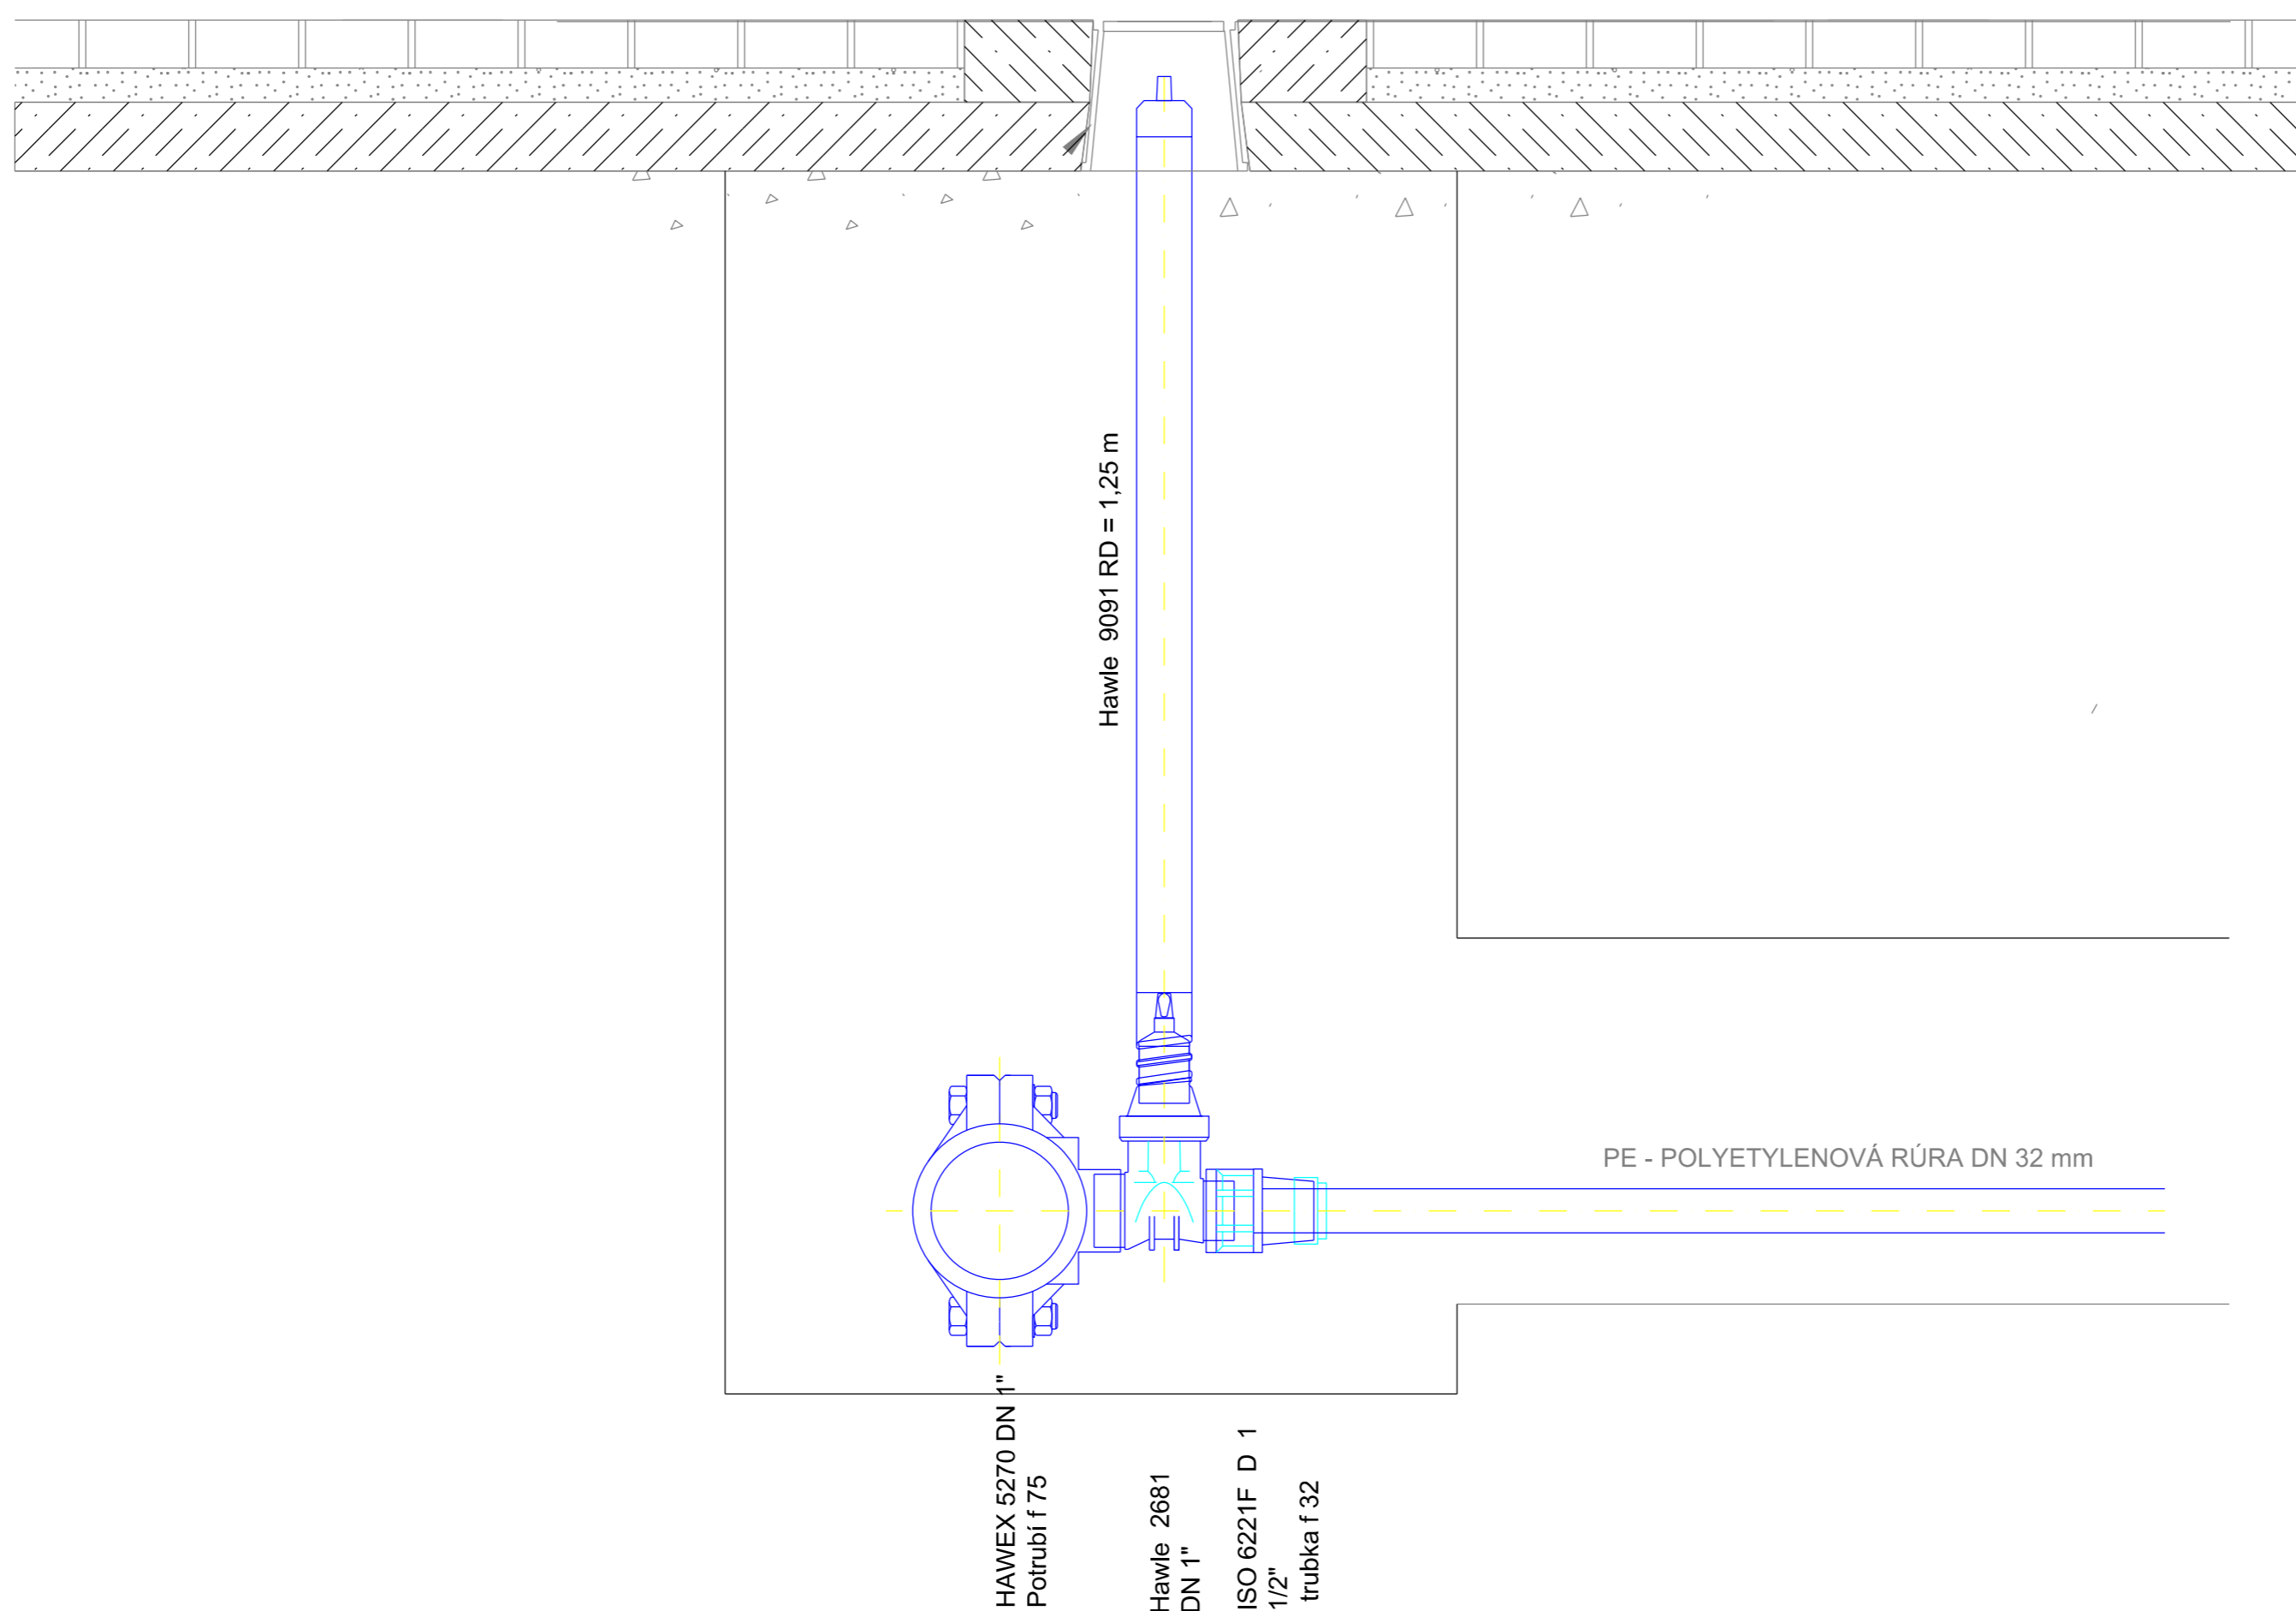 Hawle 9091 RD = 1,25 m
PE - POLYETYLENOVÁ RÚRA DN 32 mm
HAWEX 5270 DN 1"
Potrubí f 75
Hawle 2681
DN 1"
ISO 6221F D 1
1/2"
trubka f 32